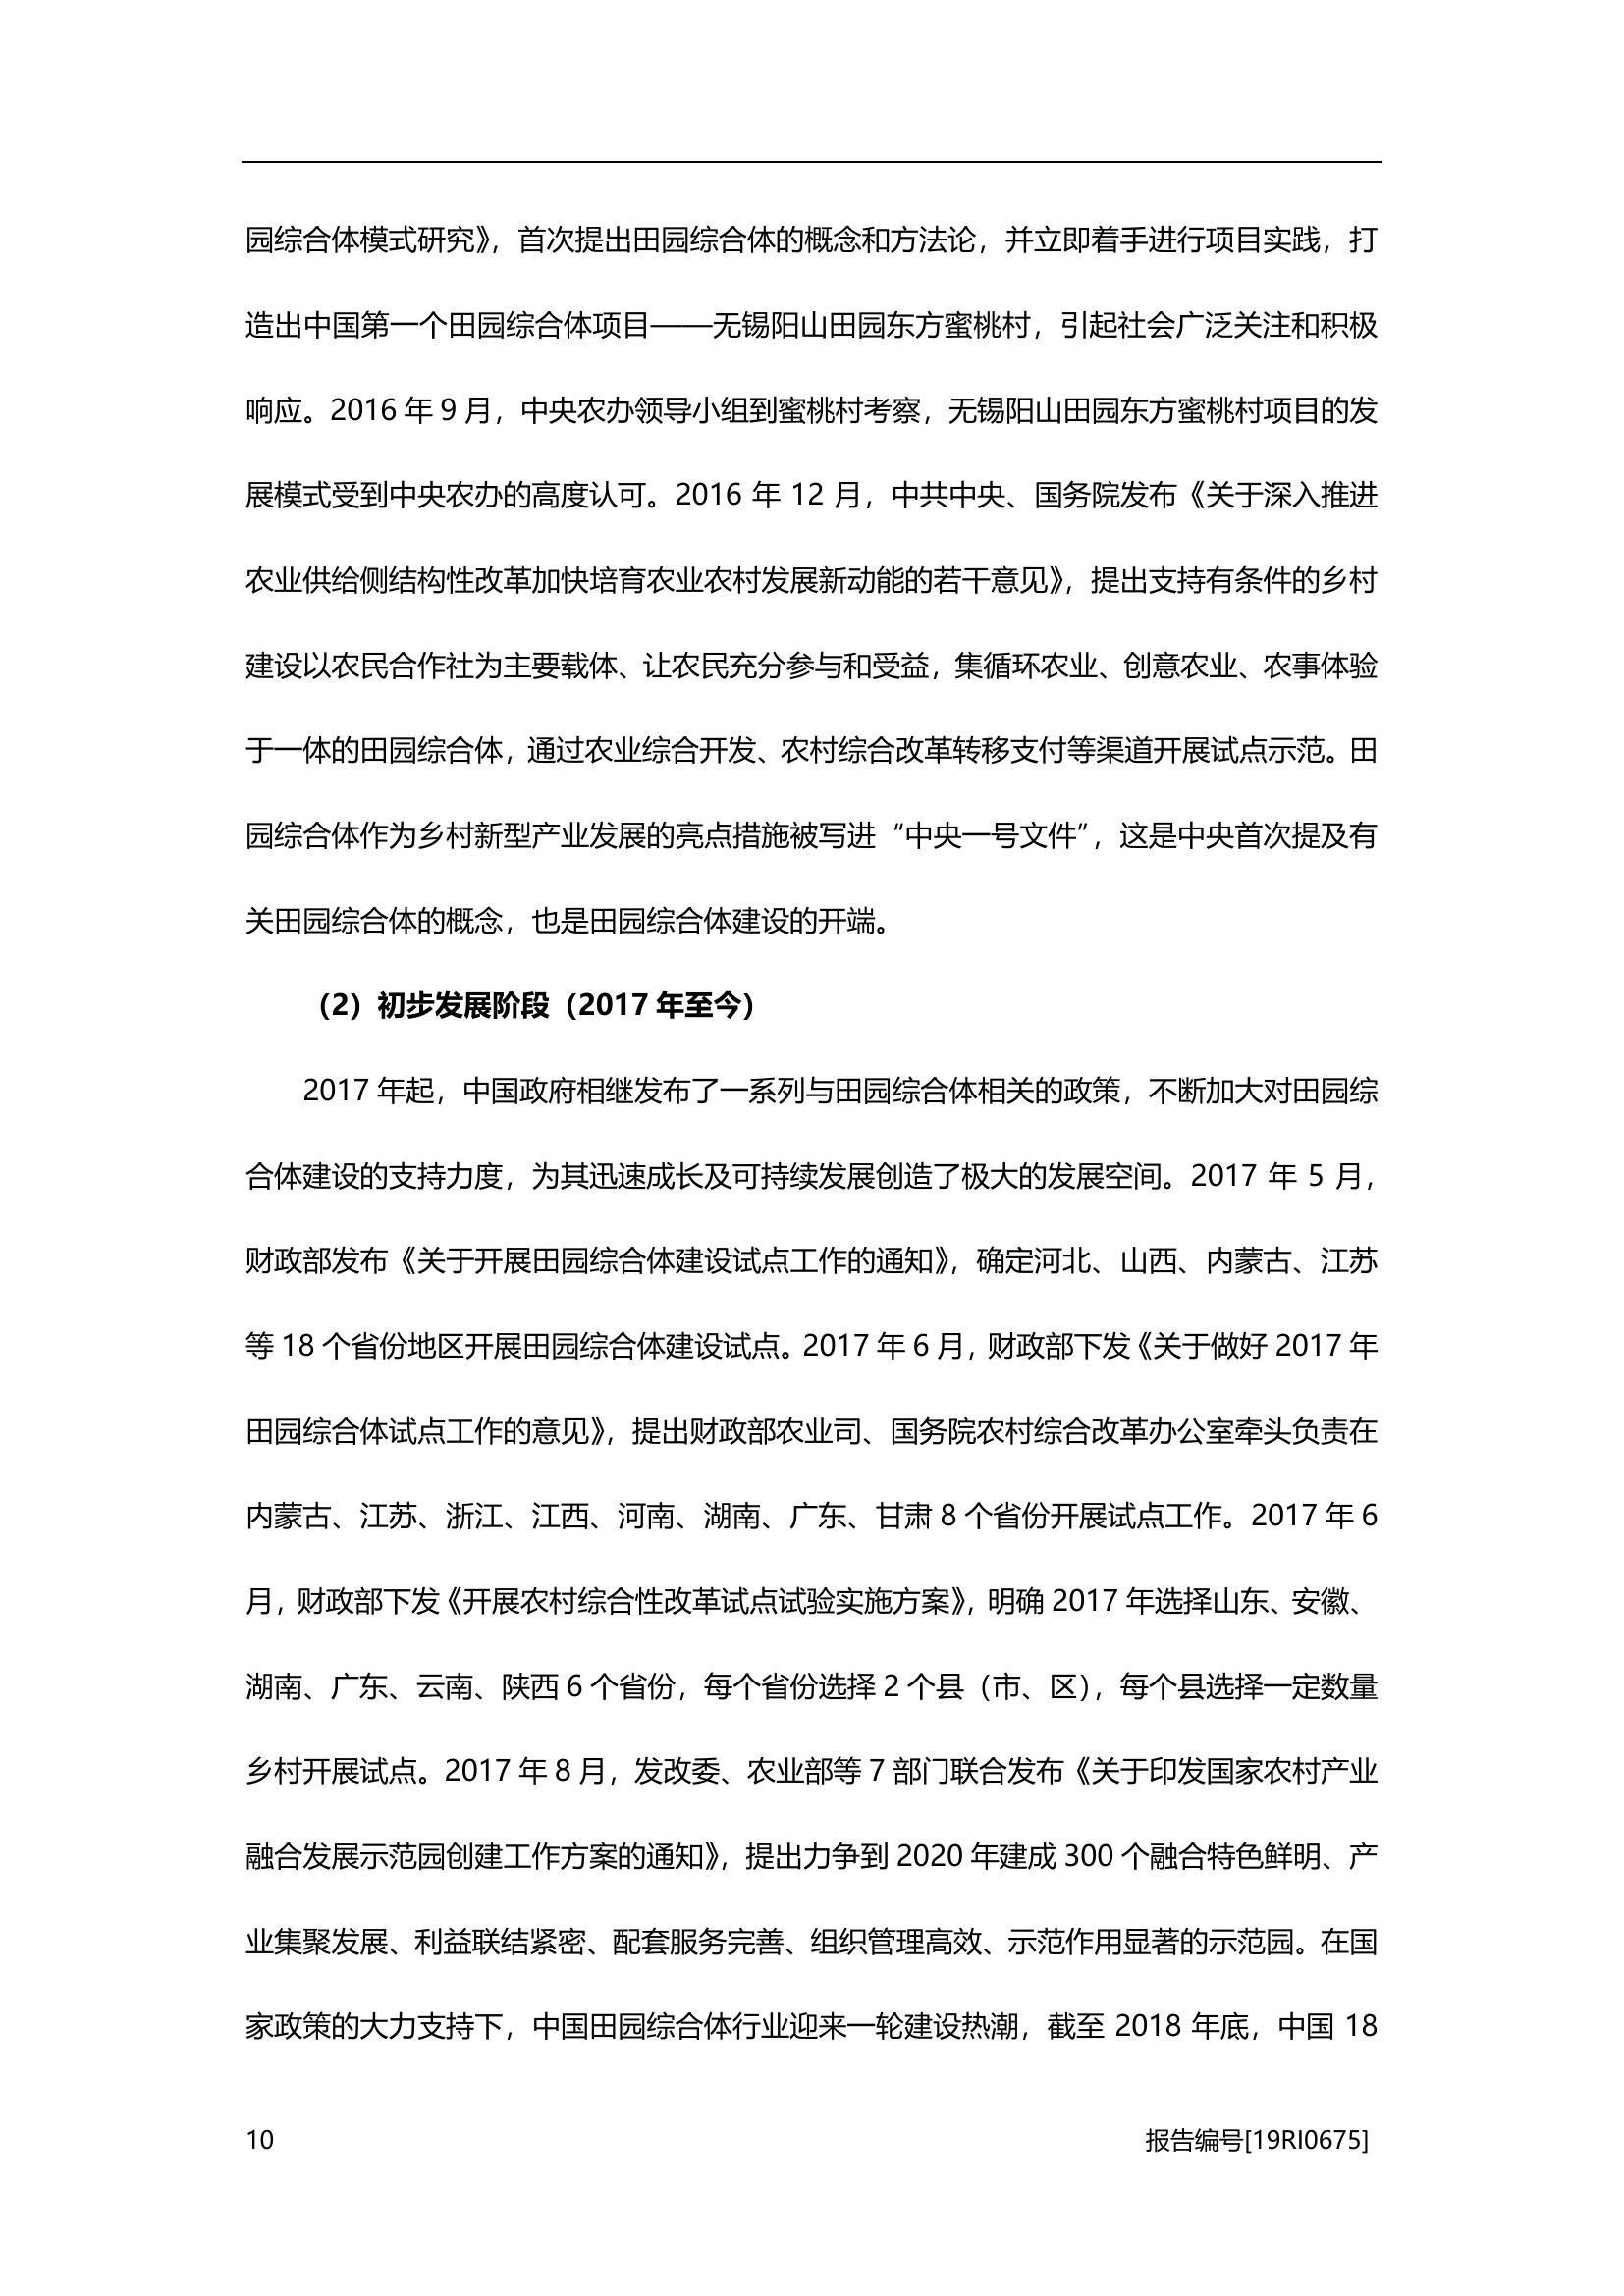 园综合体模式研究》，首次提出田园综合体的概念和方法论，并立即着手进行项目实践，打
造出中国第一个田园综合体项目——无锡阳山田园东方蜜桃村，引起社会广泛关注和积极
响应。2016 年 9 月，中央农办领导小组到蜜桃村考察，无锡阳山田园东方蜜桃村项目的发
展模式受到中央农办的高度认可。2016 年 12 月，中共中央、国务院发布《关于深入推进
农业供给侧结构性改革加快培育农业农村发展新动能的若干意见》，提出支持有条件的乡村
建设以农民合作社为主要载体、让农民充分参与和受益，集循环农业、创意农业、农事体验
于一体的田园综合体，通过农业综合开发、农村综合改革转移支付等渠道开展试点示范。田
园综合体作为乡村新型产业发展的亮点措施被写进“中央一号文件”，这是中央首次提及有
关田园综合体的概念，也是田园综合体建设的开端。
（2）初步发展阶段（2017 年至今）
2017 年起，中国政府相继发布了一系列与田园综合体相关的政策，不断加大对田园综
合体建设的支持力度，为其迅速成长及可持续发展创造了极大的发展空间。2017 年 5 月，
财政部发布《关于开展田园综合体建设试点工作的通知》，确定河北、山西、内蒙古、江苏
等 18 个省份地区开展田园综合体建设试点。2017 年 6 月，财政部下发《关于做好 2017 年
田园综合体试点工作的意见》，提出财政部农业司、国务院农村综合改革办公室牵头负责在
内蒙古、江苏、浙江、江西、河南、湖南、广东、甘肃 8 个省份开展试点工作。2017 年 6
月，财政部下发《开展农村综合性改革试点试验实施方案》，明确 2017 年选择山东、安徽、
湖南、广东、云南、陕西 6 个省份，每个省份选择 2 个县（市、区），每个县选择一定数量
乡村开展试点。2017 年 8 月，发改委、农业部等 7 部门联合发布《关于印发国家农村产业
融合发展示范园创建工作方案的通知》，提出力争到 2020 年建成 300 个融合特色鲜明、产
业集聚发展、利益联结紧密、配套服务完善、组织管理高效、示范作用显著的示范园。在国
家政策的大力支持下，中国田园综合体行业迎来一轮建设热潮，截至 2018 年底，中国 18
10 报告编号[19RI0675]